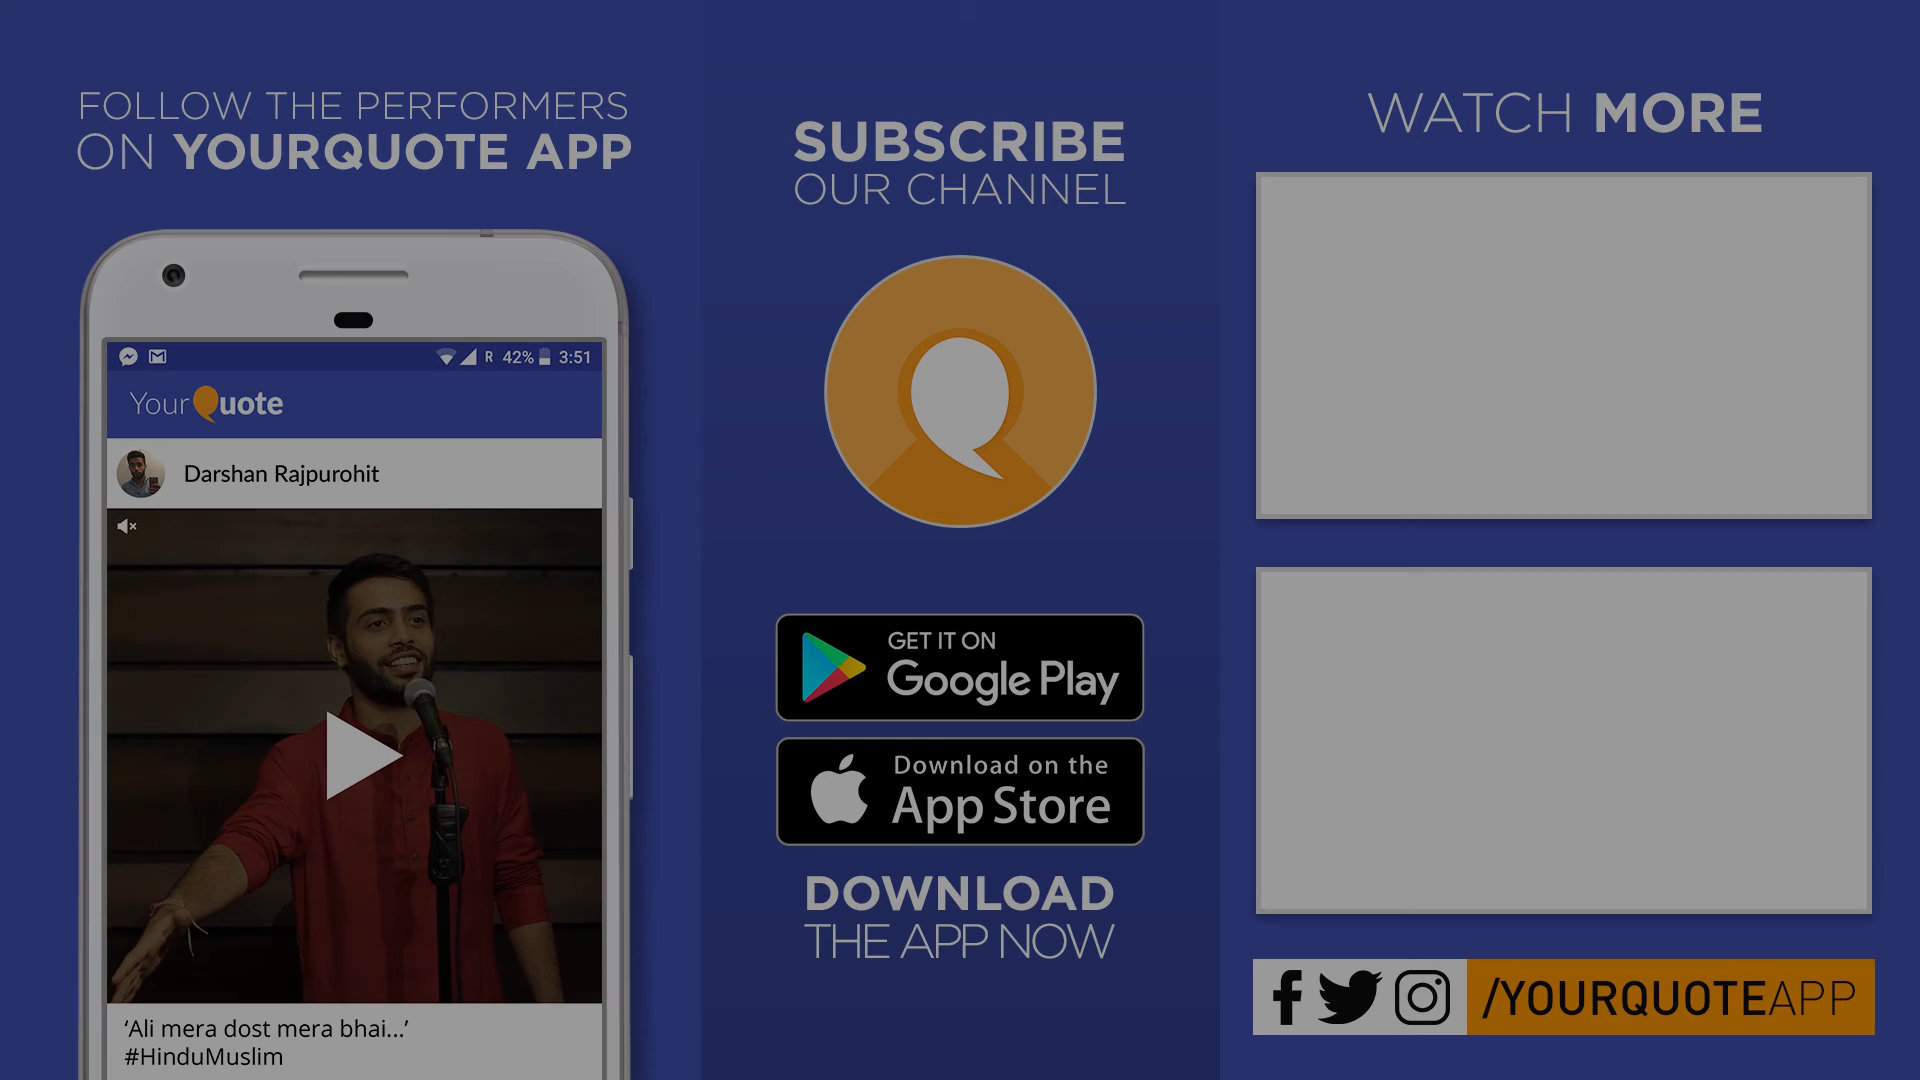 FOLLOW THE PERFORMERS
ON YOURQUOTE APP
R 42% 3:51
YourQuote
Darshan Rajpurohit
‘Ali mera dost mera bhai...’
#HinduMuslim
SUBSCRIBE
OUR CHANNEL
GET IT ON
Google Play
Download on the
App Store
DOWNLOAD
THE APP NOW
WATCH MORE
/YOURQUOTEAPP